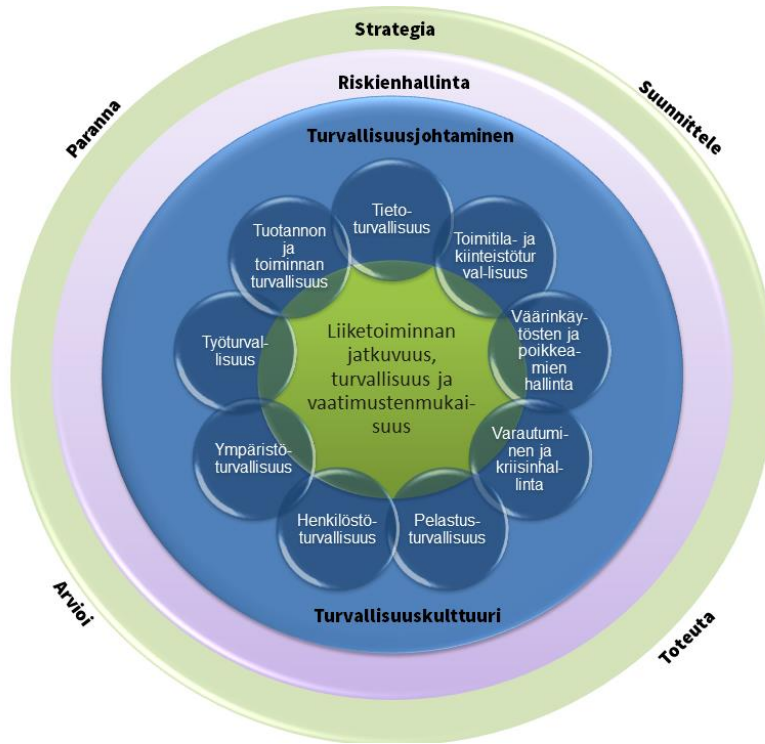 Strategia
Riskienhallinta
Suunnittele
Paranna
Turvallisuusjohtaminen
Tieto-
turvallisuus
Toimitila- ja
kiinteistötur
val-lisuus
Väärinkäy-
tösten ja
poikkea-
mien
hallinta
Varautumi-
nen ja
kriisinhal-
linta
Pelastus-
turvallisuus
Henkilöstö-
turvallisuus
Ympäristö-
turvallisuus
Työturval-
lisuus
Tuotannon
ja
toiminnan
turvallisuus
Liiketoiminnan
jatkuvuus,
turvallisuus ja
vaatimustenmukai-
suus
Turvallisuuskulttuuri
Arvioi
Toteuta